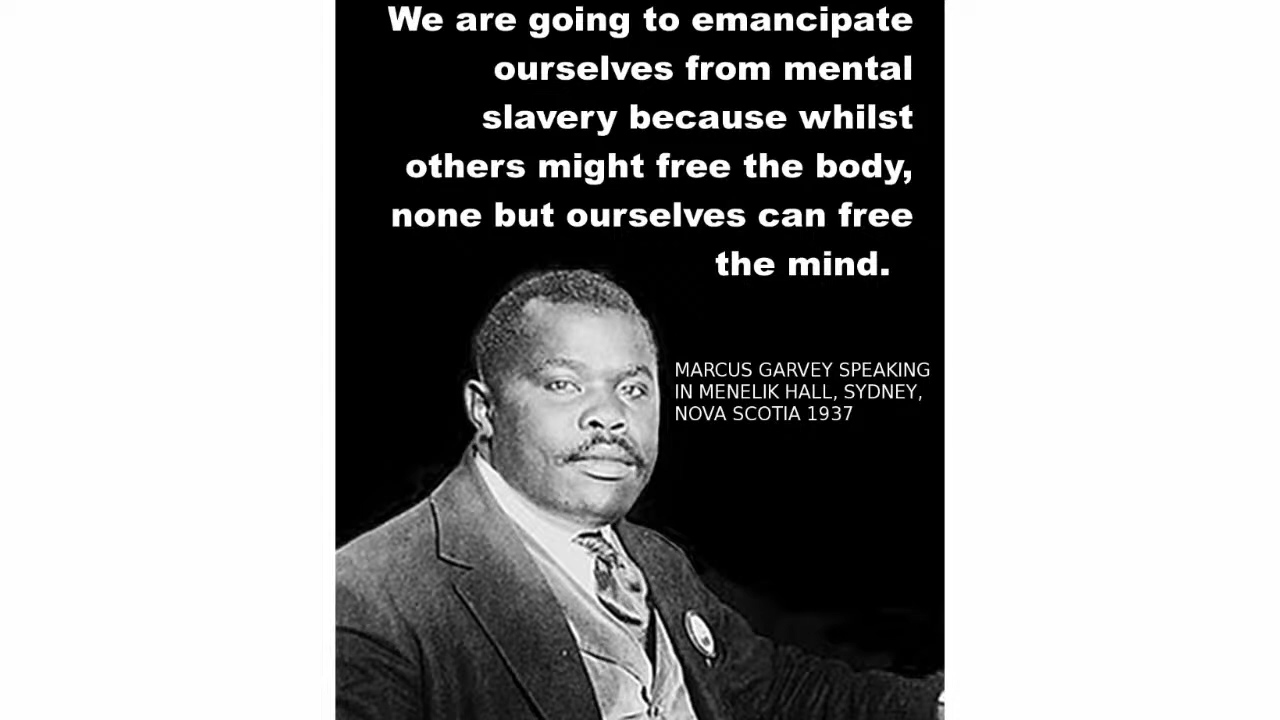 We are going to emancipate
ourselves from mental
slavery because whilst
others might free the body,
none but ourselves can free
the mind.
MARCUS GARVEY SPEAKING
IN MENELIK HALL, SYDNEY,
NOVA SCOTIA 1937